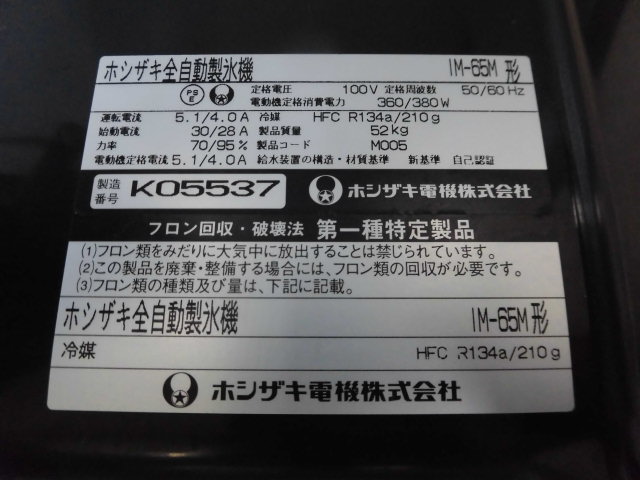 ホシザキ全自動製氷機 IM-65M 形
PS E 定格電圧 100V 定格周波数 50/60 Hz
電動機定格消費電力 360/380W
運転電流 5.1/4.0A 冷媒 HFC R134a/210g
始動電流 30/28A 製品質量 52kg
力率 70/95% 製品コード M005
電動機定格電流 5.1/4.0A 給水装置の構造・材質基準 新基準 自己認証
製造番号 K05537 ホシザキ電機株式会社
フロン回収・破壊法 第一種特定製品
(1)フロン類をみだりに大気中に放出することは禁じられています。
(2)この製品を廃棄・整備する場合には、フロン類の回収が必要です。
(3)フロン類の種類及び量は、下記に記載。
ホシザキ全自動製氷機 IM-65M 形
冷媒 HFC R134a/210g
ホシザキ電機株式会社